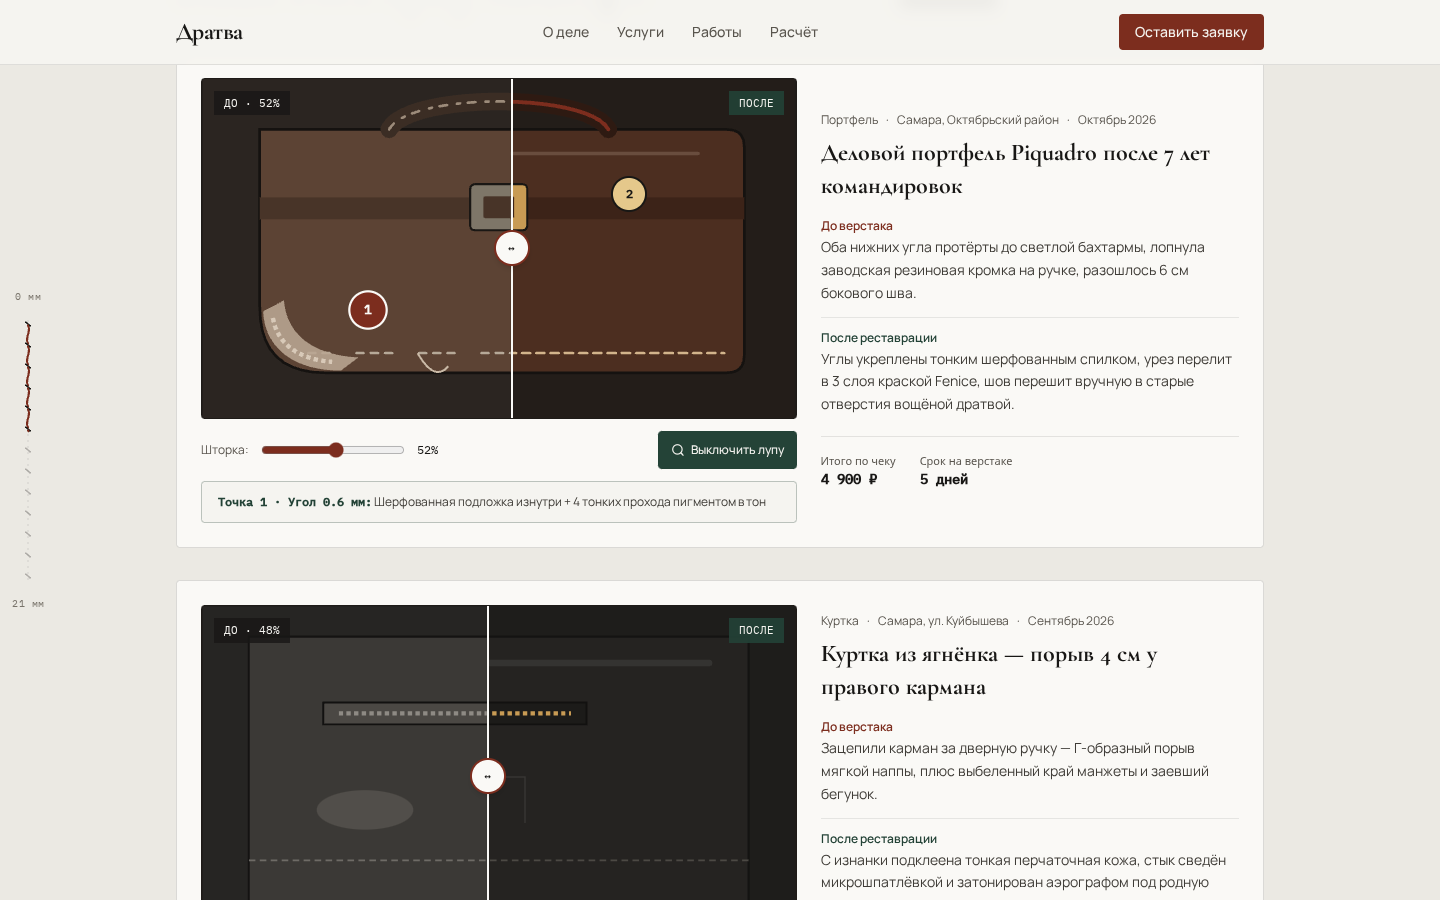 Дратва
О деле
Услуги
Работы
Расчёт
Оставить заявку
ДО · 52%
ПОСЛЕ
2
↔
1
Шторка:
52%
Выключить лупу
Точка 1 · Угол 0.6 мм: Шерфованная подложка изнутри + 4 тонких прохода пигментом в тон
Портфель · Самара, Октябрьский район · Октябрь 2026
Деловой портфель Piquadro после 7 лет
командировок
До верстака
Оба нижних угла протёрты до светлой бахтармы, лопнула
заводская резиновая кромка на ручке, разошлось 6 см
бокового шва.
После реставрации
Углы укреплены тонким шерфованным спилком, урез перелит
в 3 слоя краской Fenice, шов перешит вручную в старые
отверстия вощёной дратвой.
Итого по чеку
4 900 ₽
Срок на верстаке
5 дней
0 мм
21 мм
ДО · 48%
ПОСЛЕ
↔
Куртка · Самара, ул. Куйбышева · Сентябрь 2026
Куртка из ягнёнка — порыв 4 см у
правого кармана
До верстака
Зацепили карман за дверную ручку — Г-образный порыв
мягкой наппы, плюс выбеленный край манжеты и заевший
бегунок.
После реставрации
С изнанки подклеена тонкая перчаточная кожа, стык сведён
микрошпатлёвкой и затонирован аэрографом под родную